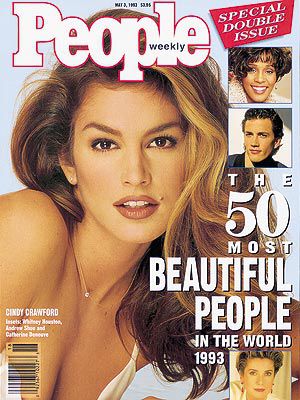 MAY 3, 1993 $3.95
SPECIAL
DOUBLE
ISSUE
People
weekly
THE
50
MOST
BEAUTIFUL
PEOPLE
IN THE WORLD
1993
CINDY CRAWFORD
Insets: Whitney Houston,
Andrew Shue and
Catherine Deneuve